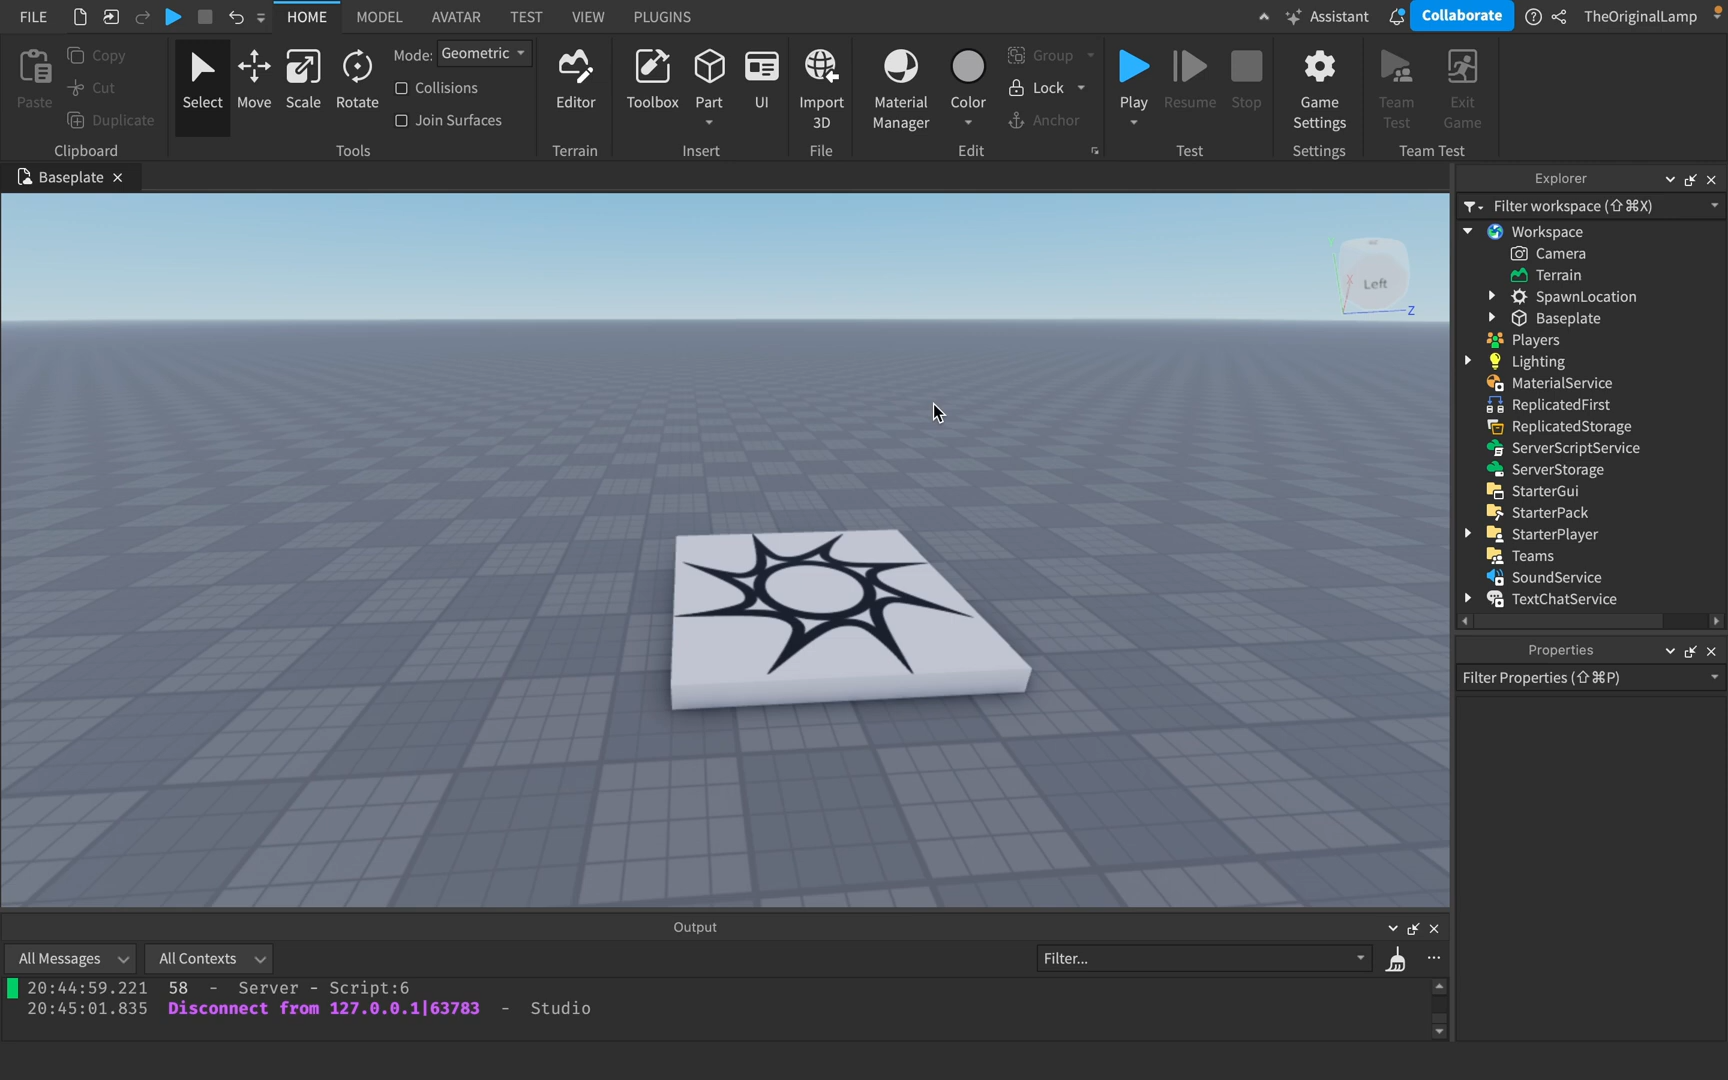 FILE HOME MODEL AVATAR TEST VIEW PLUGINS Assistant Collaborate TheOriginalLamp
Paste
Copy
Cut
Duplicate
Clipboard
Select Move Scale Rotate
Mode: Geometric
Collisions
Join Surfaces
Tools
Editor
Terrain
Toolbox Part UI
Insert
Import
3D
File
Material
Manager
Color
Group
Lock
Anchor
Edit
Play Resume Stop
Test
Game
Settings
Settings
Team
Test
Exit
Game
Team Test
Baseplate
Left
Z
Explorer
Filter workspace (⇧⌘X)
Workspace
Camera
Terrain
SpawnLocation
Baseplate
Players
Lighting
MaterialService
ReplicatedFirst
ReplicatedStorage
ServerScriptService
ServerStorage
StarterGui
StarterPack
StarterPlayer
Teams
SoundService
TextChatService
Properties
Filter Properties (⇧⌘P)
Output
All Messages All Contexts Filter...
20:44:59.221 58 - Server - Script:6
20:45:01.835 Disconnect from 127.0.0.1|63783 - Studio